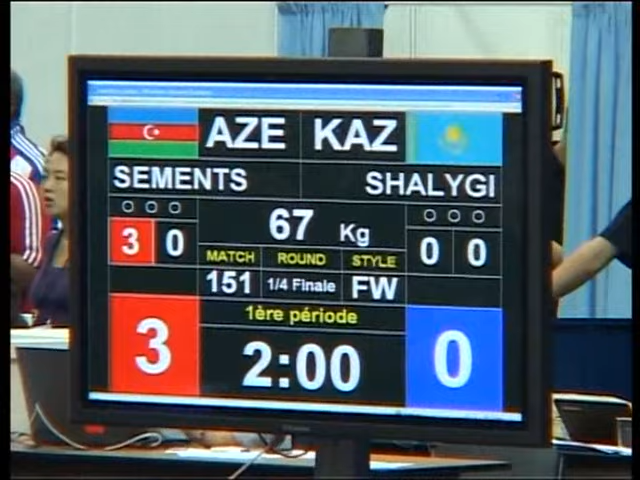 AZE KAZ
SEMENTS SHALYGI
67 Kg
3 0 0 0
MATCH ROUND STYLE
151 1/4 Finale FW
1ère période
3 2:00 0